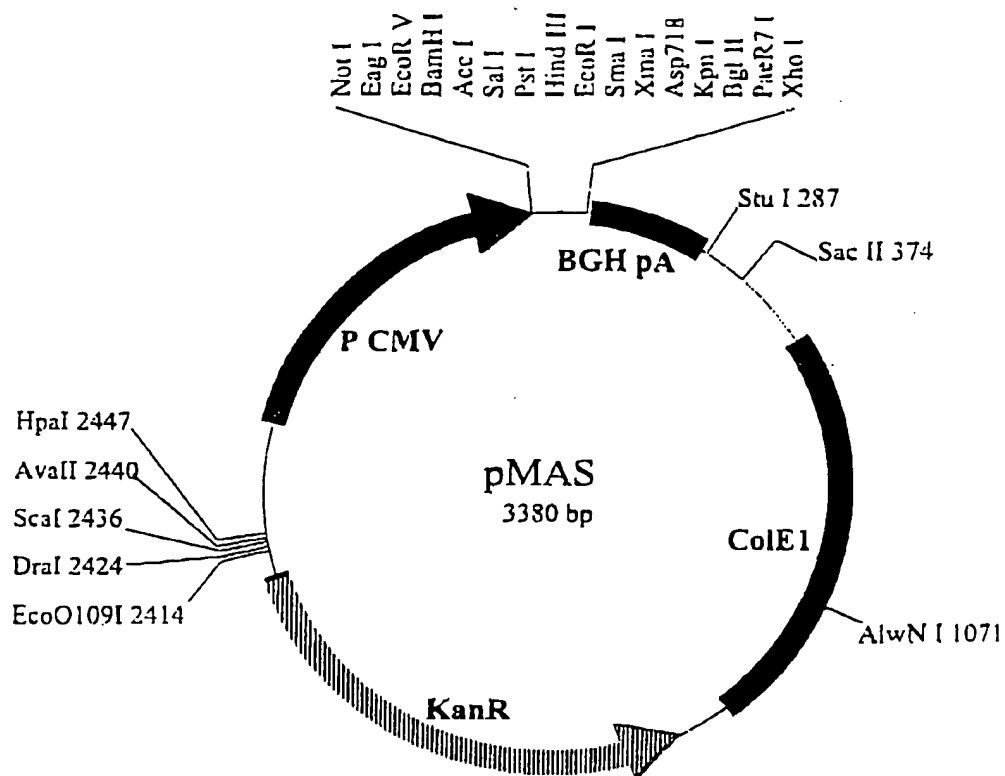 Not I
Eag I
EcoR V
BamH I
Acc I
Sal I
Pst I
Hind III
EcoR I
Sma I
Xma I
Asp718
Kpn I
Bgl II
PaeR7 I
Xho I
Stu I 287
BGH pA
Sac II 374
P CMV
HpaI 2447
AvaII 2440
ScaI 2436
DraI 2424
EcoO109I 2414
pMAS
3380 bp
ColE1
AlwN I 1071
KanR